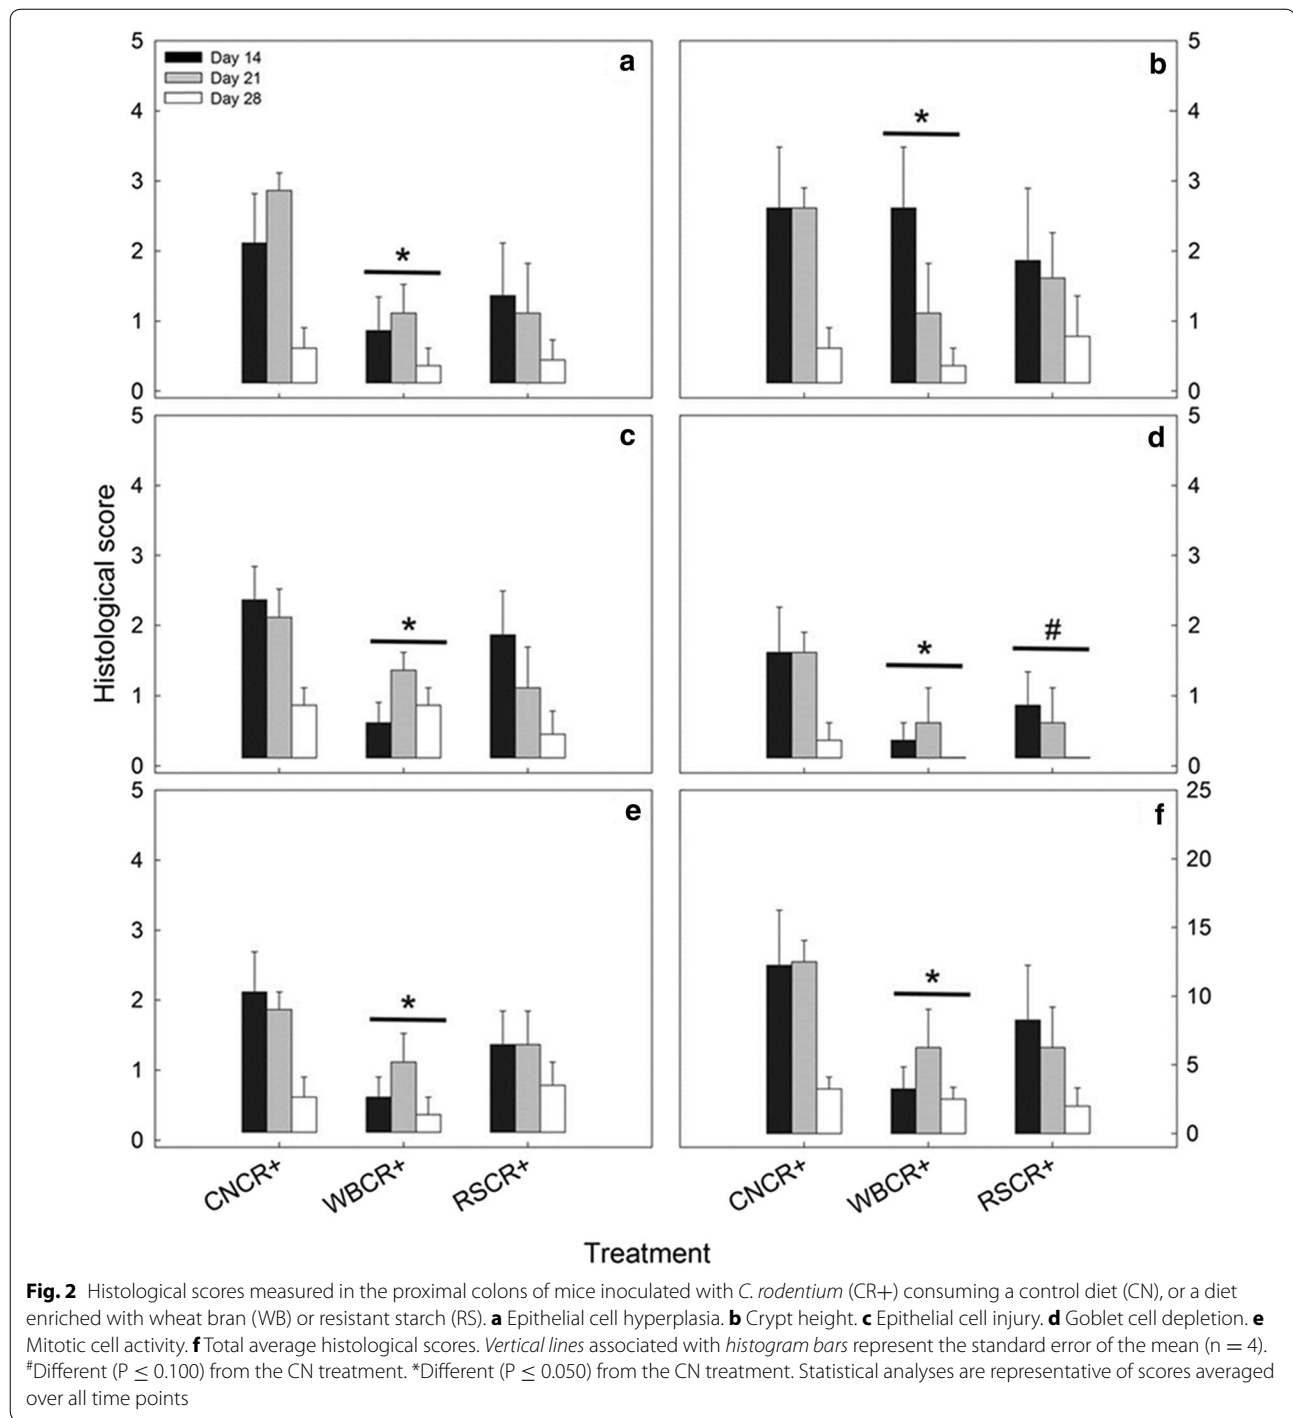 5
4
3
2
1
0
Day 14
Day 21
Day 28
a
*
b
*
5
4
3
2
1
0
5
4
3
2
1
0
c
*
d
*
#
5
4
3
2
1
0
Histological score
5
4
3
2
1
0
e
*
f
*
25
20
15
10
5
0
CNCR+
WBCR+
RSCR+
CNCR+
WBCR+
RSCR+
Treatment
Fig. 2 Histological scores measured in the proximal colons of mice inoculated with C. rodentium (CR+) consuming a control diet (CN), or a diet
enriched with wheat bran (WB) or resistant starch (RS). a Epithelial cell hyperplasia. b Crypt height. c Epithelial cell injury. d Goblet cell depletion. e
Mitotic cell activity. f Total average histological scores. Vertical lines associated with histogram bars represent the standard error of the mean (n = 4).
#Different (P ≤ 0.100) from the CN treatment. *Different (P ≤ 0.050) from the CN treatment. Statistical analyses are representative of scores averaged
over all time points